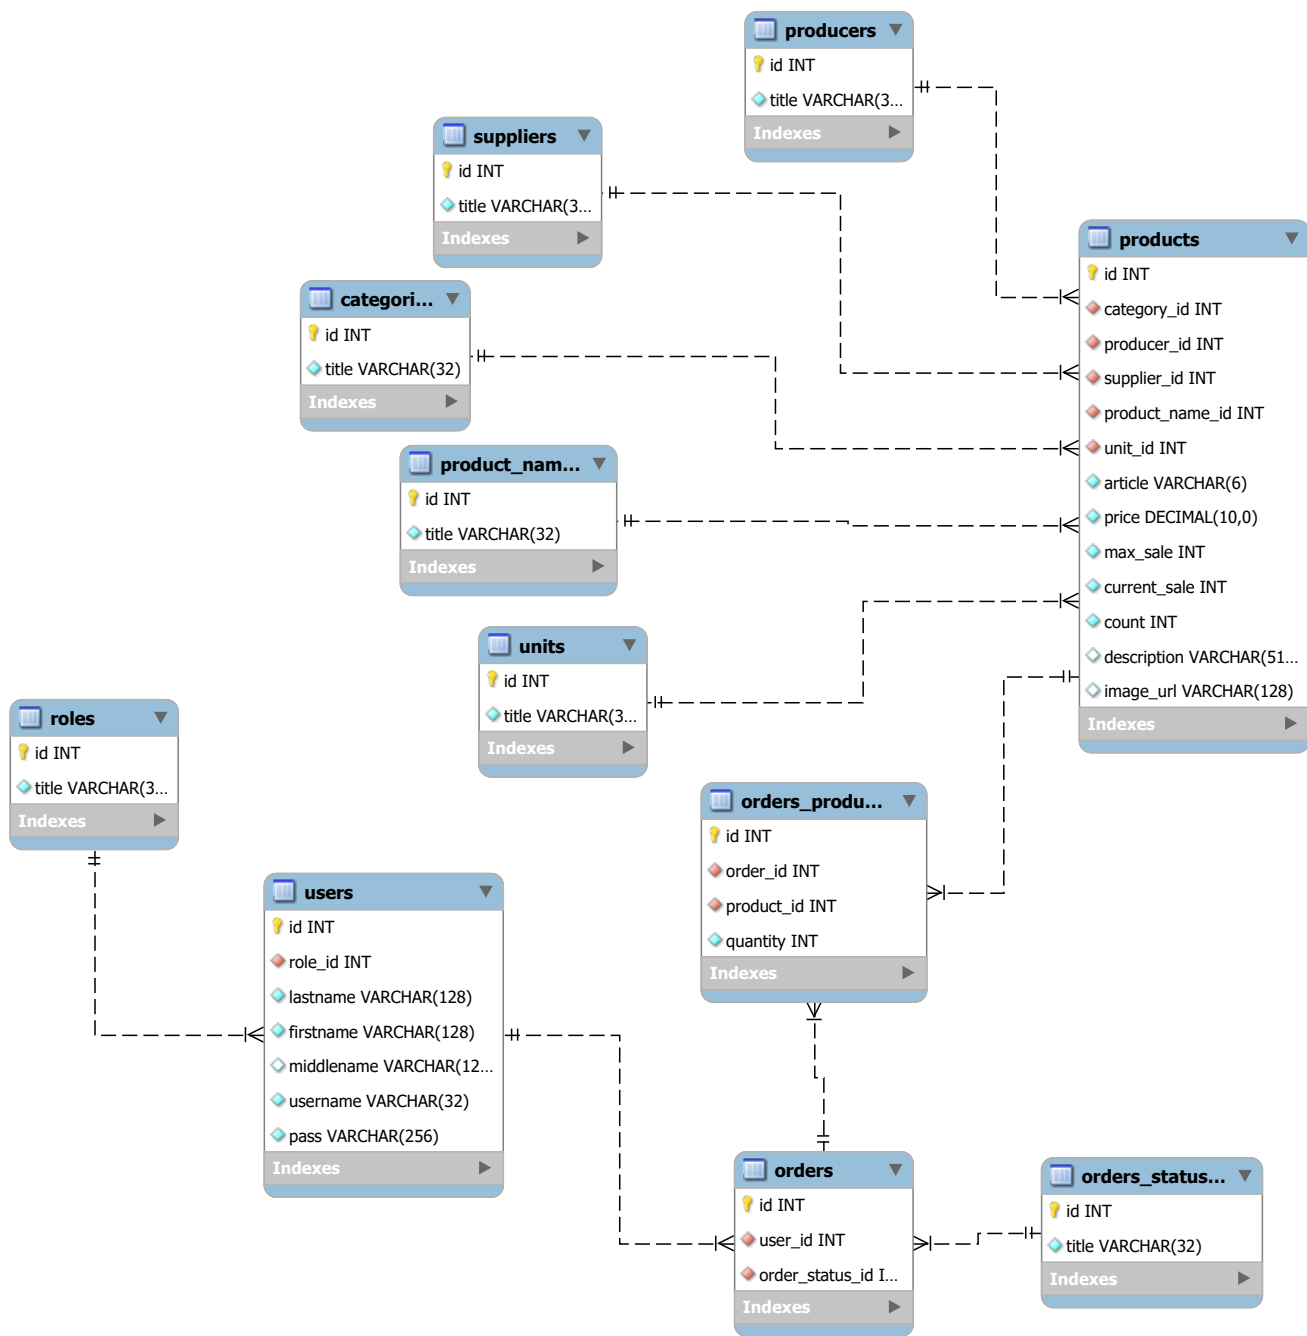 producers
id INT
title VARCHAR(3...
Indexes
suppliers
id INT
title VARCHAR(3...
Indexes
categori...
id INT
title VARCHAR(32)
Indexes
product_nam...
id INT
title VARCHAR(32)
Indexes
units
id INT
title VARCHAR(3...
Indexes
products
id INT
category_id INT
producer_id INT
supplier_id INT
product_name_id INT
unit_id INT
article VARCHAR(6)
price DECIMAL(10,0)
max_sale INT
current_sale INT
count INT
description VARCHAR(51...
image_url VARCHAR(128)
Indexes
roles
id INT
title VARCHAR(3...
Indexes
users
id INT
role_id INT
lastname VARCHAR(128)
firstname VARCHAR(128)
middlename VARCHAR(12...
username VARCHAR(32)
pass VARCHAR(256)
Indexes
orders_produ...
id INT
order_id INT
product_id INT
quantity INT
Indexes
orders
id INT
user_id INT
order_status_id I...
Indexes
orders_status...
id INT
title VARCHAR(32)
Indexes